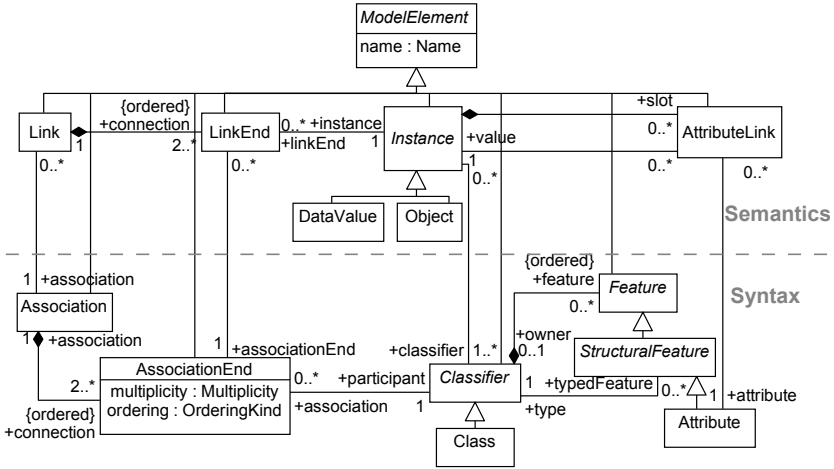 ModelElement
name : Name
{ordered}
+connection
0..* +instance
+slot
Link
LinkEnd
Instance
AttributeLink
1
2..*
+linkEnd
1
+value
0..*
0..*
0..*
1
0..*
0..*
0..*
DataValue
Object
Semantics
{ordered}
+feature
1 +association
0..*
Feature
Syntax
Association
1 +association
1 +associationEnd
+classifier 1..*
+owner
0..1
StructuralFeature
AssociationEnd
2..*
multiplicity : Multiplicity
ordering : OrderingKind
0..* +participant
Classifier
1 +typedFeature
0..*
1 +attribute
{ordered}
+connection
+association
1
+type
Attribute
Class